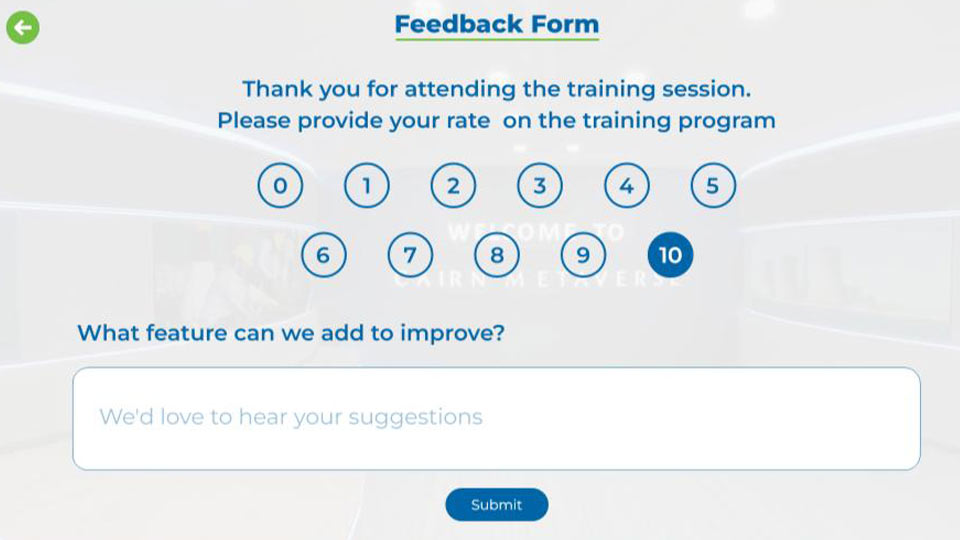 Feedback Form
Thank you for attending the training session.
Please provide your rate on the training program
0 1 2 3 4 5
WELCOME TO
6 7 8 9 10
CAIRN METAVERSE
What feature can we add to improve?
We'd love to hear your suggestions
Submit